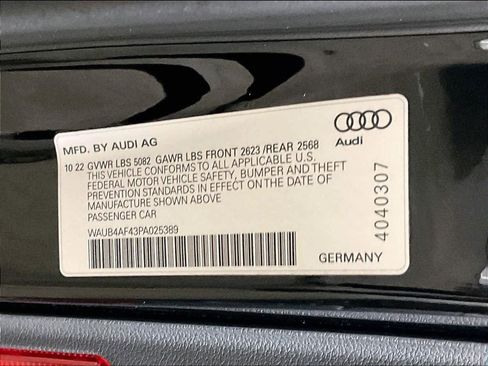 MFD. BY AUDI AG
Audi
10 22 GVWR LBS 5082 GAWR LBS FRONT 2623 /REAR 2568
THIS VEHICLE CONFORMS TO ALL APPLICABLE U.S.
FEDERAL MOTOR VEHICLE SAFETY, BUMPER AND THEFT
PREVENTION STANDARDS IN EFFECT ON THE DATE OF
MANUFACTURE SHOWN ABOVE
PASSENGER CAR
WAUB4AF43PA025389
GERMANY
4040307